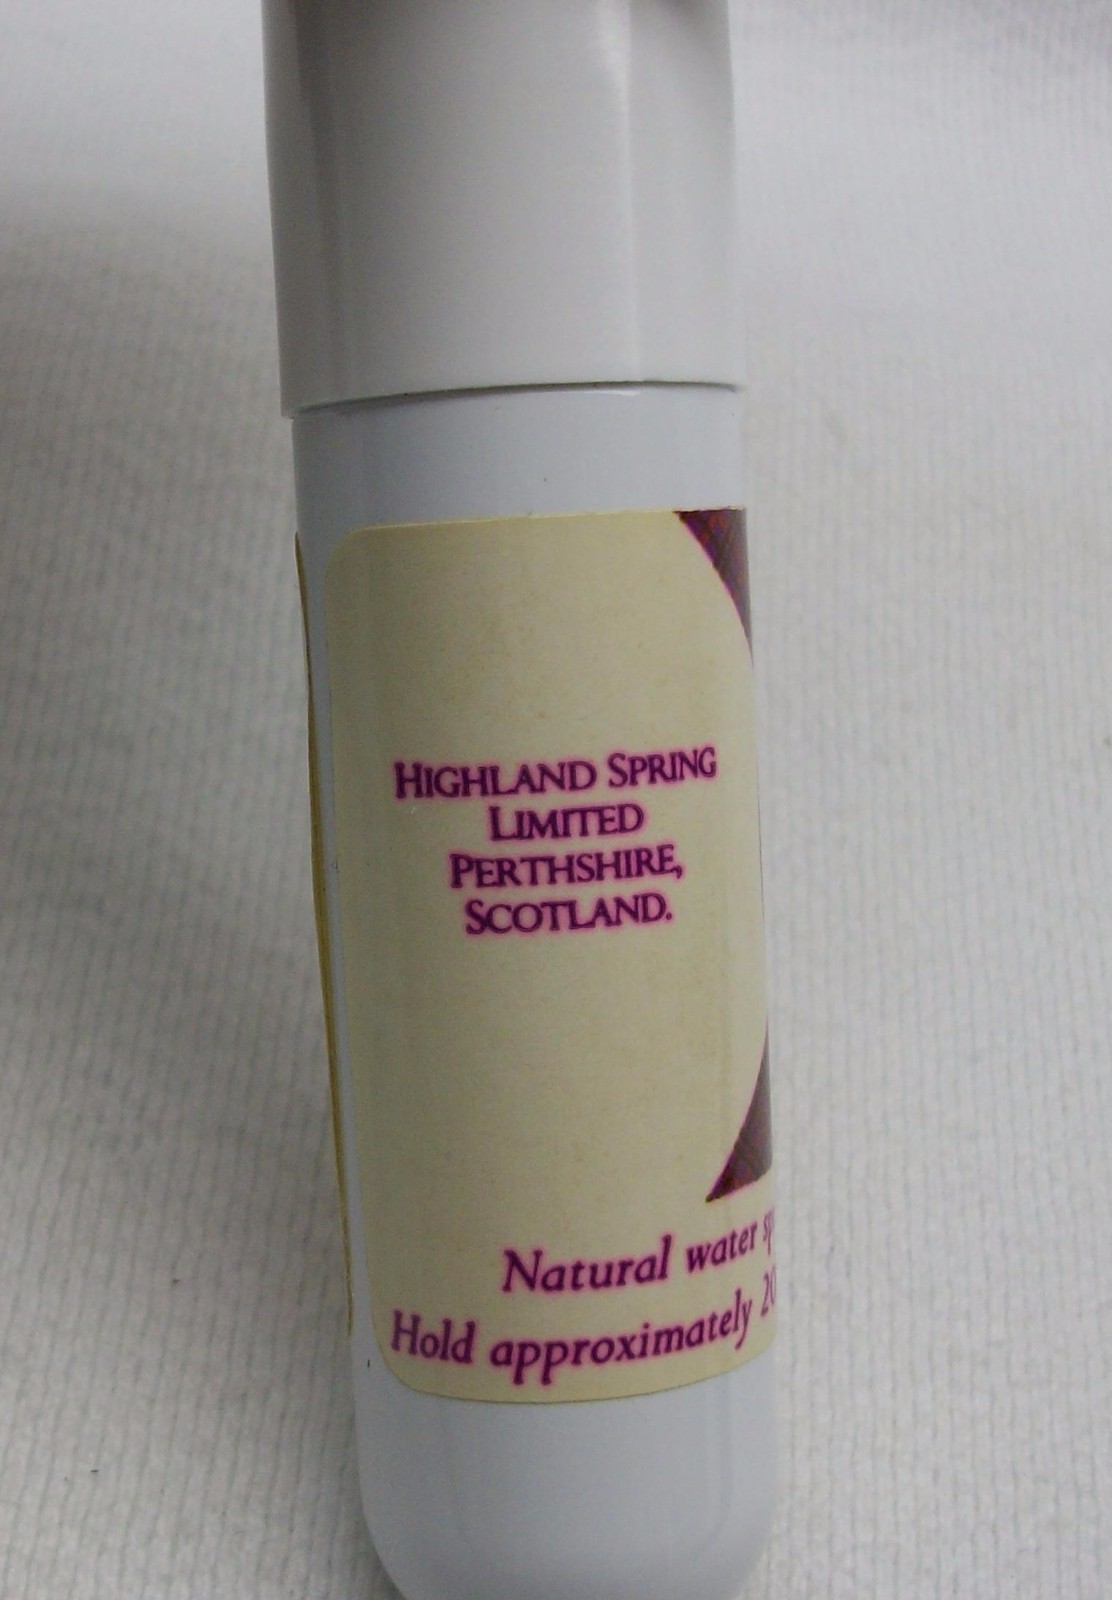 HIGHLAND SPRING
LIMITED
PERTHSHIRE,
SCOTLAND.
Natural water
Hold approximately